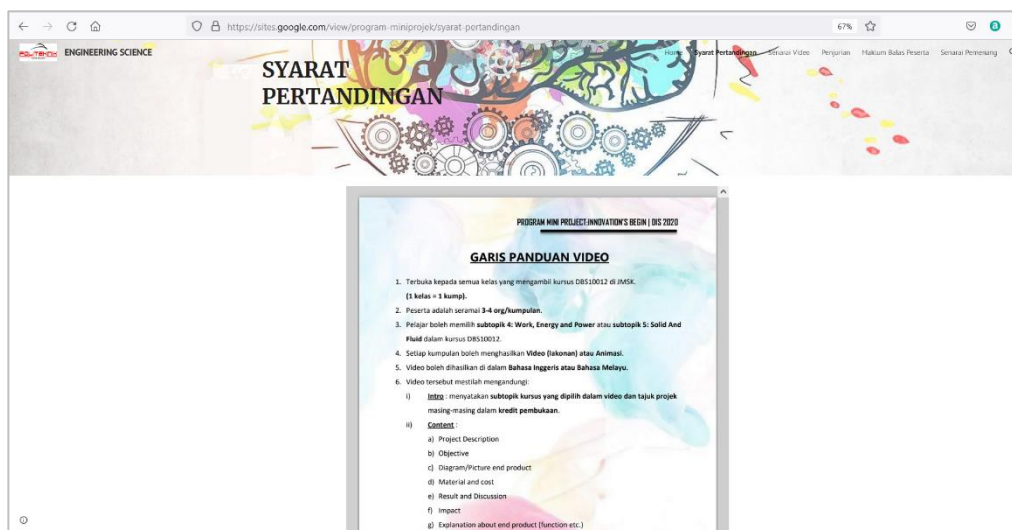 https://sites.google.com/view/program-miniprojek/syarat-pertandingan
67%
POLITEKNIK
ENGINEERING SCIENCE
Home
Syarat Pertandingan
Senarai Video
Penjurian
Maklum Balas Peserta
Senarai Pemenang
SYARAT
PERTANDINGAN
PROGRAM MINI PROJECT:INNOVATION'S BEGIN | DIS 2020
GARIS PANDUAN VIDEO
1. Terbuka kepada semua kelas yang mengambil kursus DBS10012 di JMSK.
(1 kelas = 1 kump).
2. Peserta adalah seramai 3-4 org/kumpulan.
3. Pelajar boleh memilih subtopik 4: Work, Energy and Power atau subtopik 5: Solid And
Fluid dalam kursus DBS10012.
4. Setiap kumpulan boleh menghasilkan Video (lakonan) atau Animasi.
5. Video boleh dihasilkan di dalam Bahasa Inggeris atau Bahasa Melayu.
6. Video tersebut mestilah mengandungi:
i) Intro : menyatakan subtopik kursus yang dipilih dalam video dan tajuk projek
masing-masing dalam kredit pembukaan.
ii) Content :
a) Project Description
b) Objective
c) Diagram/Picture end product
d) Material and cost
e) Result and Discussion
f) Impact
g) Explanation about end product (function etc.)